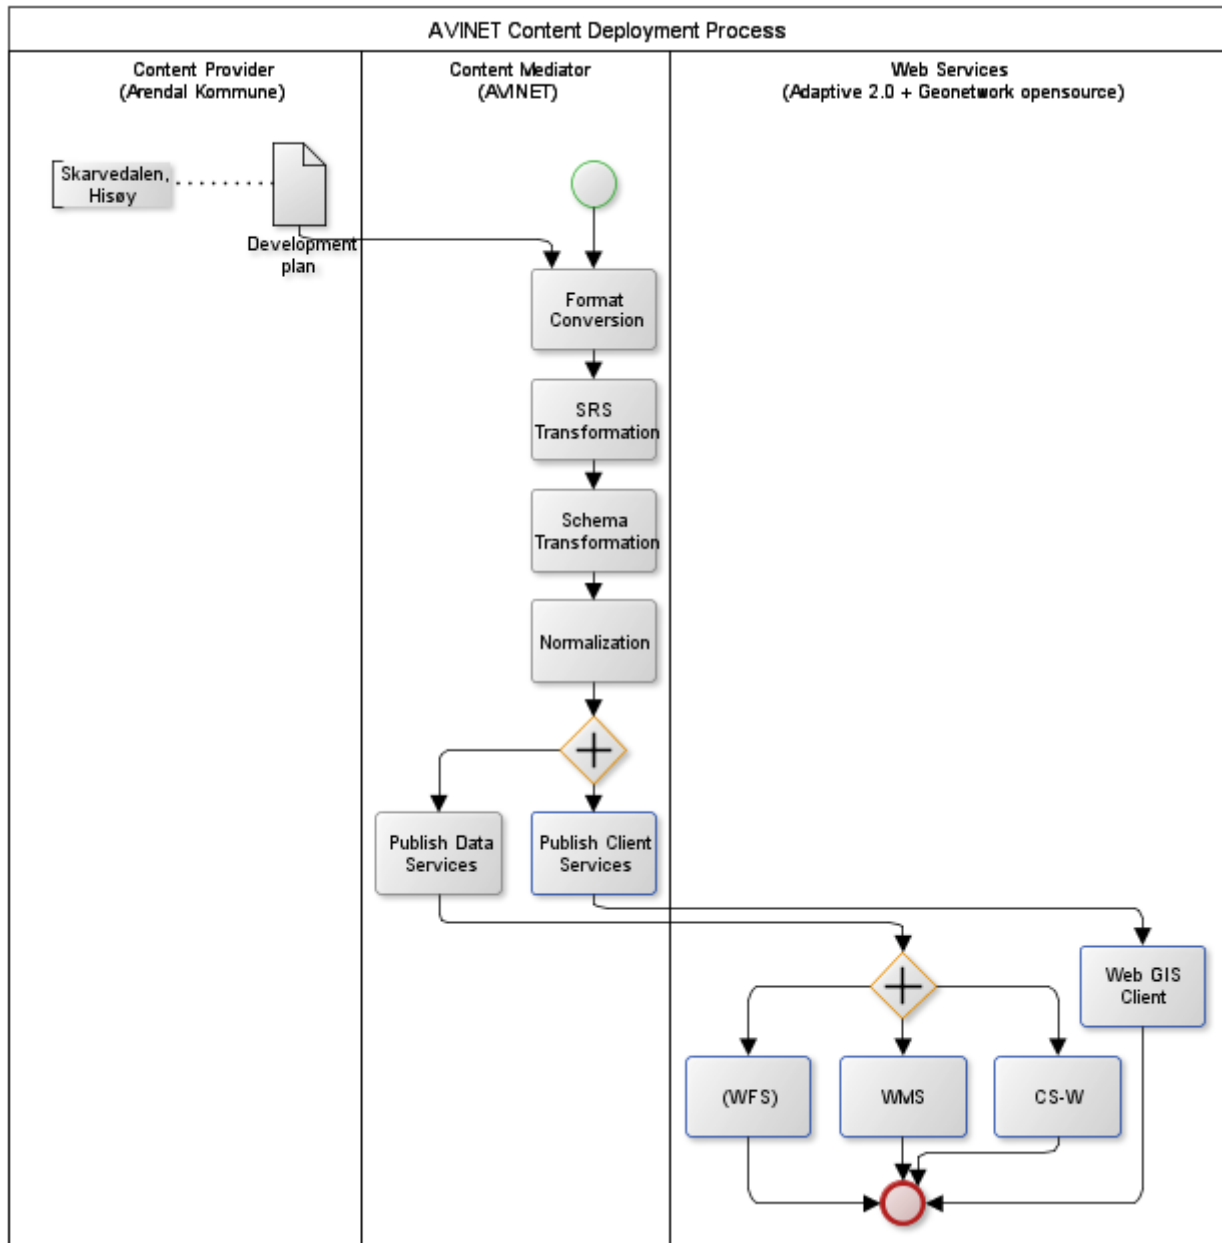 AVINET Content Deployment Process
Content Provider
(Arendal Kommune)
Content Mediator
(AVINET)
Web Services
(Adaptive 2.0 + Geonetwork opensource)
Skarvedalen,
Hisøy
Development
plan
Format
Conversion
SRS
Transformation
Schema
Transformation
Normalization
Publish Data
Services
Publish Client
Services
Web GIS
Client
(WFS)
WMS
CS-W